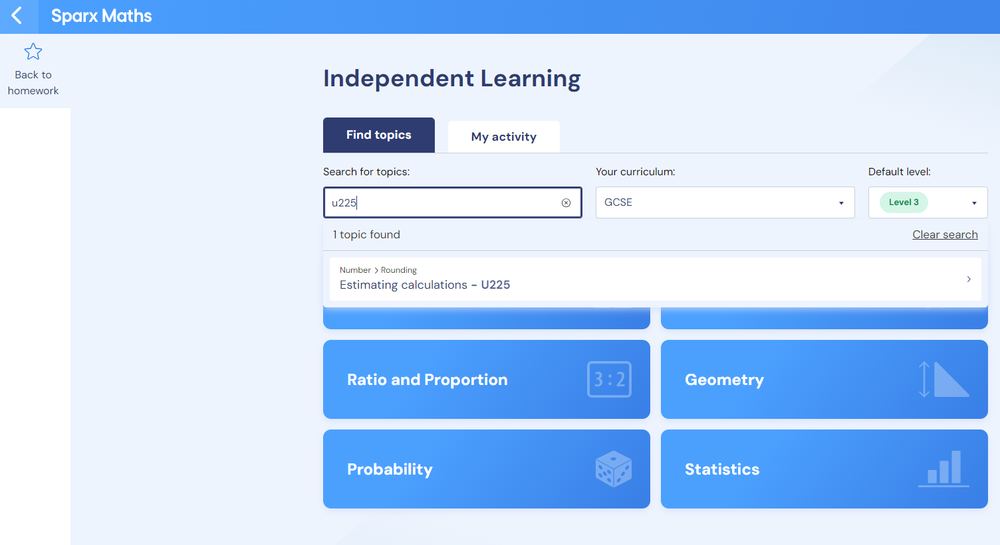 Sparx Maths
Back to
homework
Independent Learning
Find topics
My activity
Search for topics:
Your curriculum:
Default level:
u225
GCSE
Level 3
1 topic found
Clear search
Number > Rounding
Estimating calculations - U225
Ratio and Proportion
3:2
Geometry
Probability
Statistics